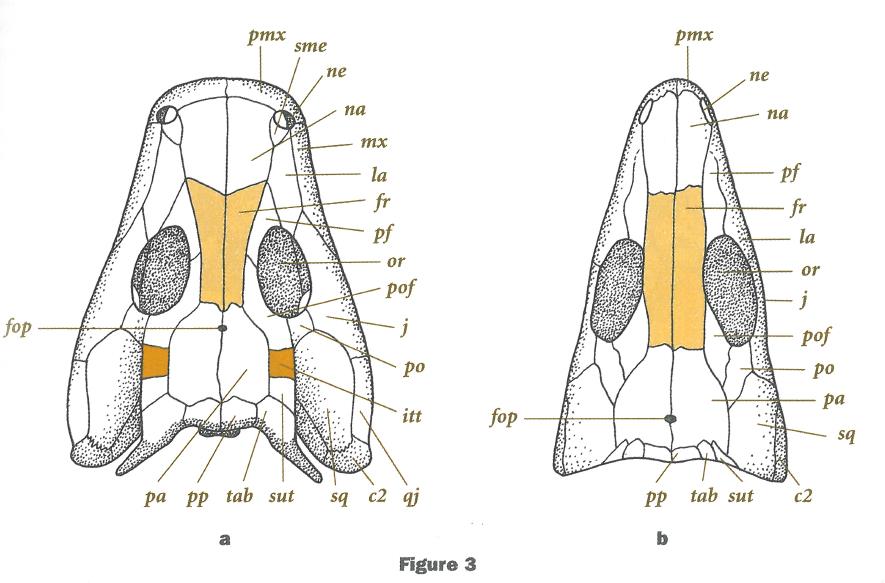 pmx
sme
ne
na
mx
la
fr
pf
or
pof
fop
j
po
itt
pa pp tab sut sq c2 qj
a
pmx
ne
na
pf
fr
la
or
j
pof
po
pa
fop
sq
pp tab sut c2
b
Figure 3